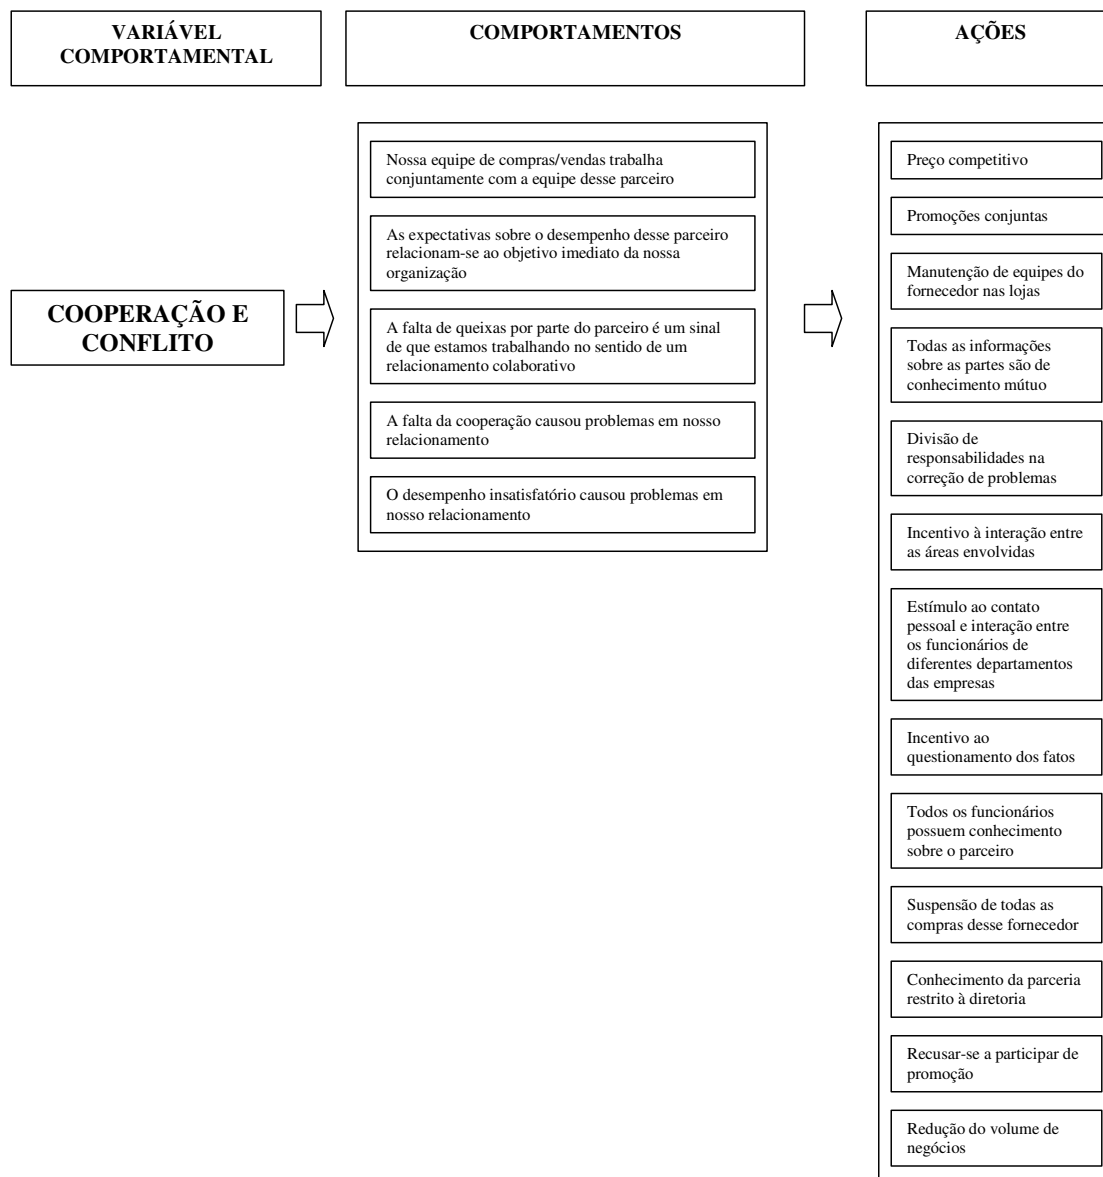 VARIÁVEL
COMPORTAMENTAL
COMPORTAMENTOS
AÇÕES
COOPERAÇÃO E
CONFLITO
Nossa equipe de compras/vendas trabalha
conjuntamente com a equipe desse parceiro
As expectativas sobre o desempenho desse parceiro
relacionam-se ao objetivo imediato da nossa
organização
A falta de queixas por parte do parceiro é um sinal
de que estamos trabalhando no sentido de um
relacionamento colaborativo
A falta da cooperação causou problemas em nosso
relacionamento
O desempenho insatisfatório causou problemas em
nosso relacionamento
Preço competitivo
Promoções conjuntas
Manutenção de equipes do
fornecedor nas lojas
Todas as informações
sobre as partes são de
conhecimento mútuo
Divisão de
responsabilidades na
correção de problemas
Incentivo à interação entre
as áreas envolvidas
Estímulo ao contato
pessoal e interação entre
os funcionários de
diferentes departamentos
das empresas
Incentivo ao
questionamento dos fatos
Todos os funcionários
possuem conhecimento
sobre o parceiro
Suspensão de todas as
compras desse fornecedor
Conhecimento da parceria
restrito à diretoria
Recusar-se a participar de
promoção
Redução do volume de
negócios